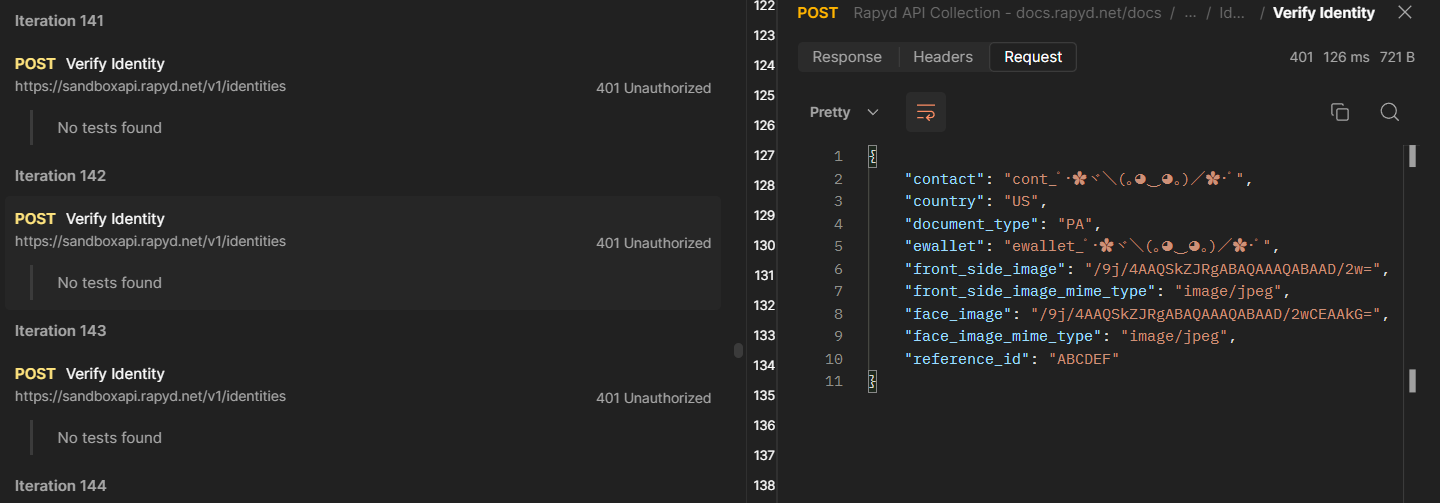 Iteration 141
POST Verify Identity
https://sandboxapi.rapyd.net/v1/identities
401 Unauthorized
No tests found
Iteration 142
POST Verify Identity
https://sandboxapi.rapyd.net/v1/identities
401 Unauthorized
No tests found
Iteration 143
POST Verify Identity
https://sandboxapi.rapyd.net/v1/identities
401 Unauthorized
No tests found
Iteration 144
122
123
124
125
126
127
128
129
130
131
132
133
134
135
136
137
138
POST Rapyd API Collection - docs.rapyd.net/docs / ... / Id... / Verify Identity
Response Headers Request
401 126 ms 721 B
Pretty
1 {
2 "contact": "cont_ﾟ･✿ヾ╲(｡◕‿◕｡)╱✿･ﾟ",
3 "country": "US",
4 "document_type": "PA",
5 "ewallet": "ewallet_ﾟ･✿ヾ╲(｡◕‿◕｡)╱✿･ﾟ",
6 "front_side_image": "/9j/4AAQSkZJRgABAQAAAQABAAD/2w=",
7 "front_side_image_mime_type": "image/jpeg",
8 "face_image": "/9j/4AAQSkZJRgABAQAAAQABAAD/2wCEAAkG=",
9 "face_image_mime_type": "image/jpeg",
10 "reference_id": "ABCDEF"
11 }